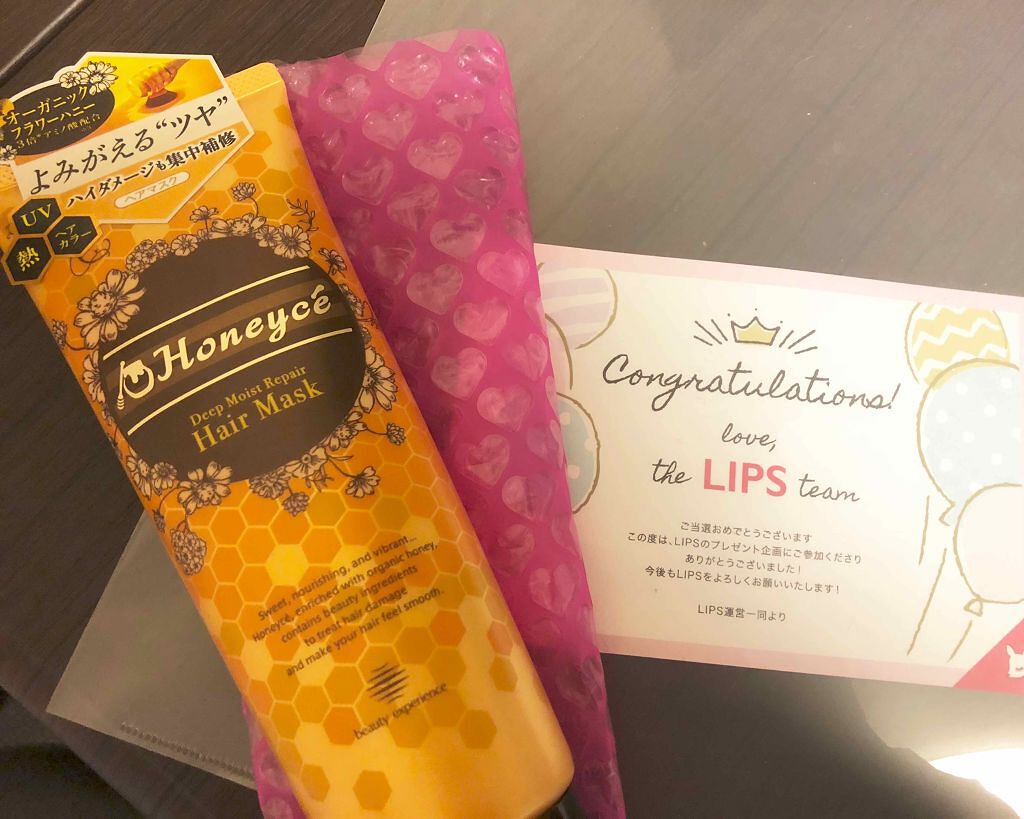 オーガニック
フラワーハニー
3倍*アミノ酸配合
よみがえる“ツヤ”
ハイダメージも集中補修
ヘアマスク
UV
熱
ヘア
カラー
Honeycé
Deep Moist Repair
Hair Mask
Sweet, nourishing, and vibrant...
Honeyce, enriched with organic honey,
contains beauty ingredients
to treat hair damage
and make your hair feel smooth.
beauty experience
Congratulations!
love,
the LIPS team
ご当選おめでとうございます
この度は、LIPSのプレゼント企画にご参加くださり
ありがとうございました!
今後もLIPSをよろしくお願いいたします!
LIPS運営一同より